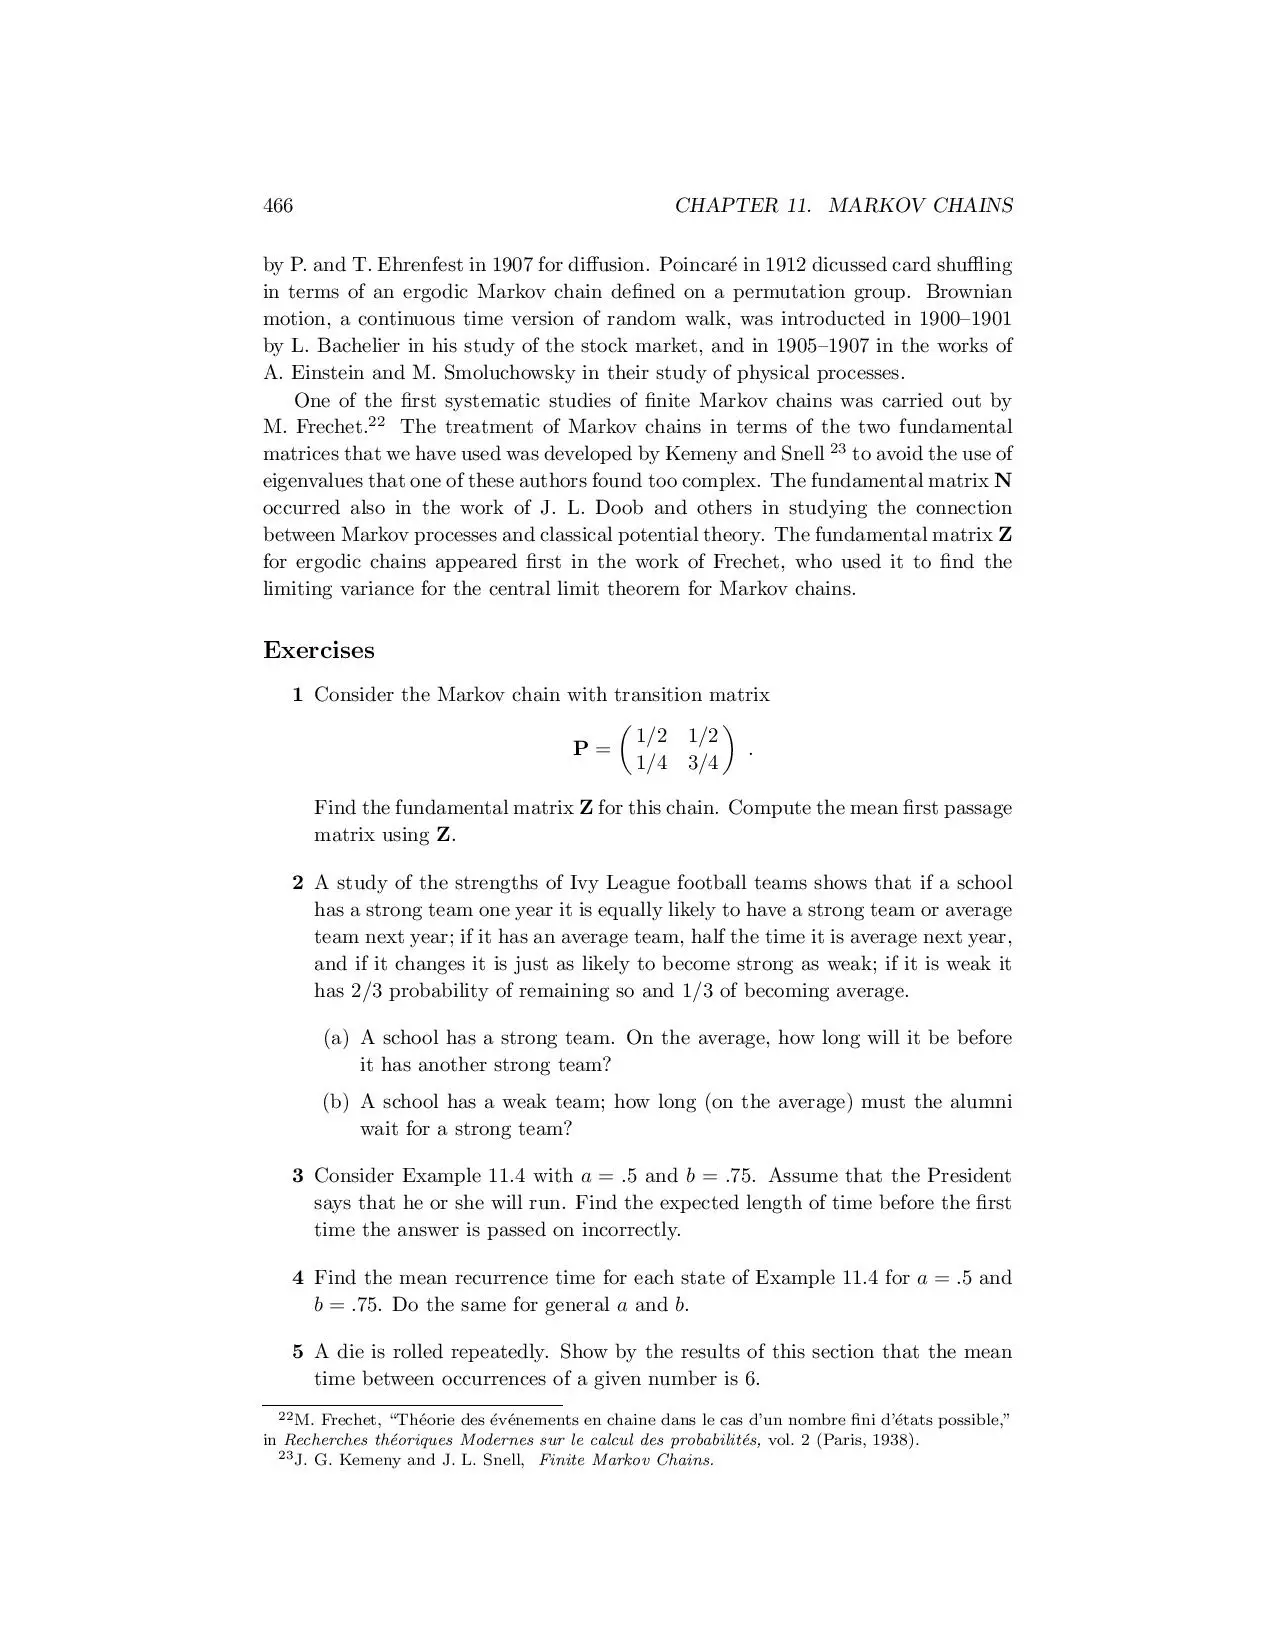 466 CHAPTER 11. MARKOV CHAINS
by P. and T. Ehrenfest in 1907 for diffusion. Poincaré in 1912 dicussed card shuffling
in terms of an ergodic Markov chain defined on a permutation group. Brownian
motion, a continuous time version of random walk, was introducted in 1900–1901
by L. Bachelier in his study of the stock market, and in 1905–1907 in the works of
A. Einstein and M. Smoluchowsky in their study of physical processes.
One of the first systematic studies of finite Markov chains was carried out by
M. Frechet.22 The treatment of Markov chains in terms of the two fundamental
matrices that we have used was developed by Kemeny and Snell 23 to avoid the use of
eigenvalues that one of these authors found too complex. The fundamental matrix N
occurred also in the work of J. L. Doob and others in studying the connection
between Markov processes and classical potential theory. The fundamental matrix Z
for ergodic chains appeared first in the work of Frechet, who used it to find the
limiting variance for the central limit theorem for Markov chains.
Exercises
1 Consider the Markov chain with transition matrix
P = ( 1/2 1/2
1/4 3/4 ) .
Find the fundamental matrix Z for this chain. Compute the mean first passage
matrix using Z.
2 A study of the strengths of Ivy League football teams shows that if a school
has a strong team one year it is equally likely to have a strong team or average
team next year; if it has an average team, half the time it is average next year,
and if it changes it is just as likely to become strong as weak; if it is weak it
has 2/3 probability of remaining so and 1/3 of becoming average.
(a) A school has a strong team. On the average, how long will it be before
it has another strong team?
(b) A school has a weak team; how long (on the average) must the alumni
wait for a strong team?
3 Consider Example 11.4 with a = .5 and b = .75. Assume that the President
says that he or she will run. Find the expected length of time before the first
time the answer is passed on incorrectly.
4 Find the mean recurrence time for each state of Example 11.4 for a = .5 and
b = .75. Do the same for general a and b.
5 A die is rolled repeatedly. Show by the results of this section that the mean
time between occurrences of a given number is 6.
22M. Frechet, “Théorie des événements en chaine dans le cas d’un nombre fini d’états possible,”
in Recherches théoriques Modernes sur le calcul des probabilités, vol. 2 (Paris, 1938).
23J. G. Kemeny and J. L. Snell, Finite Markov Chains.